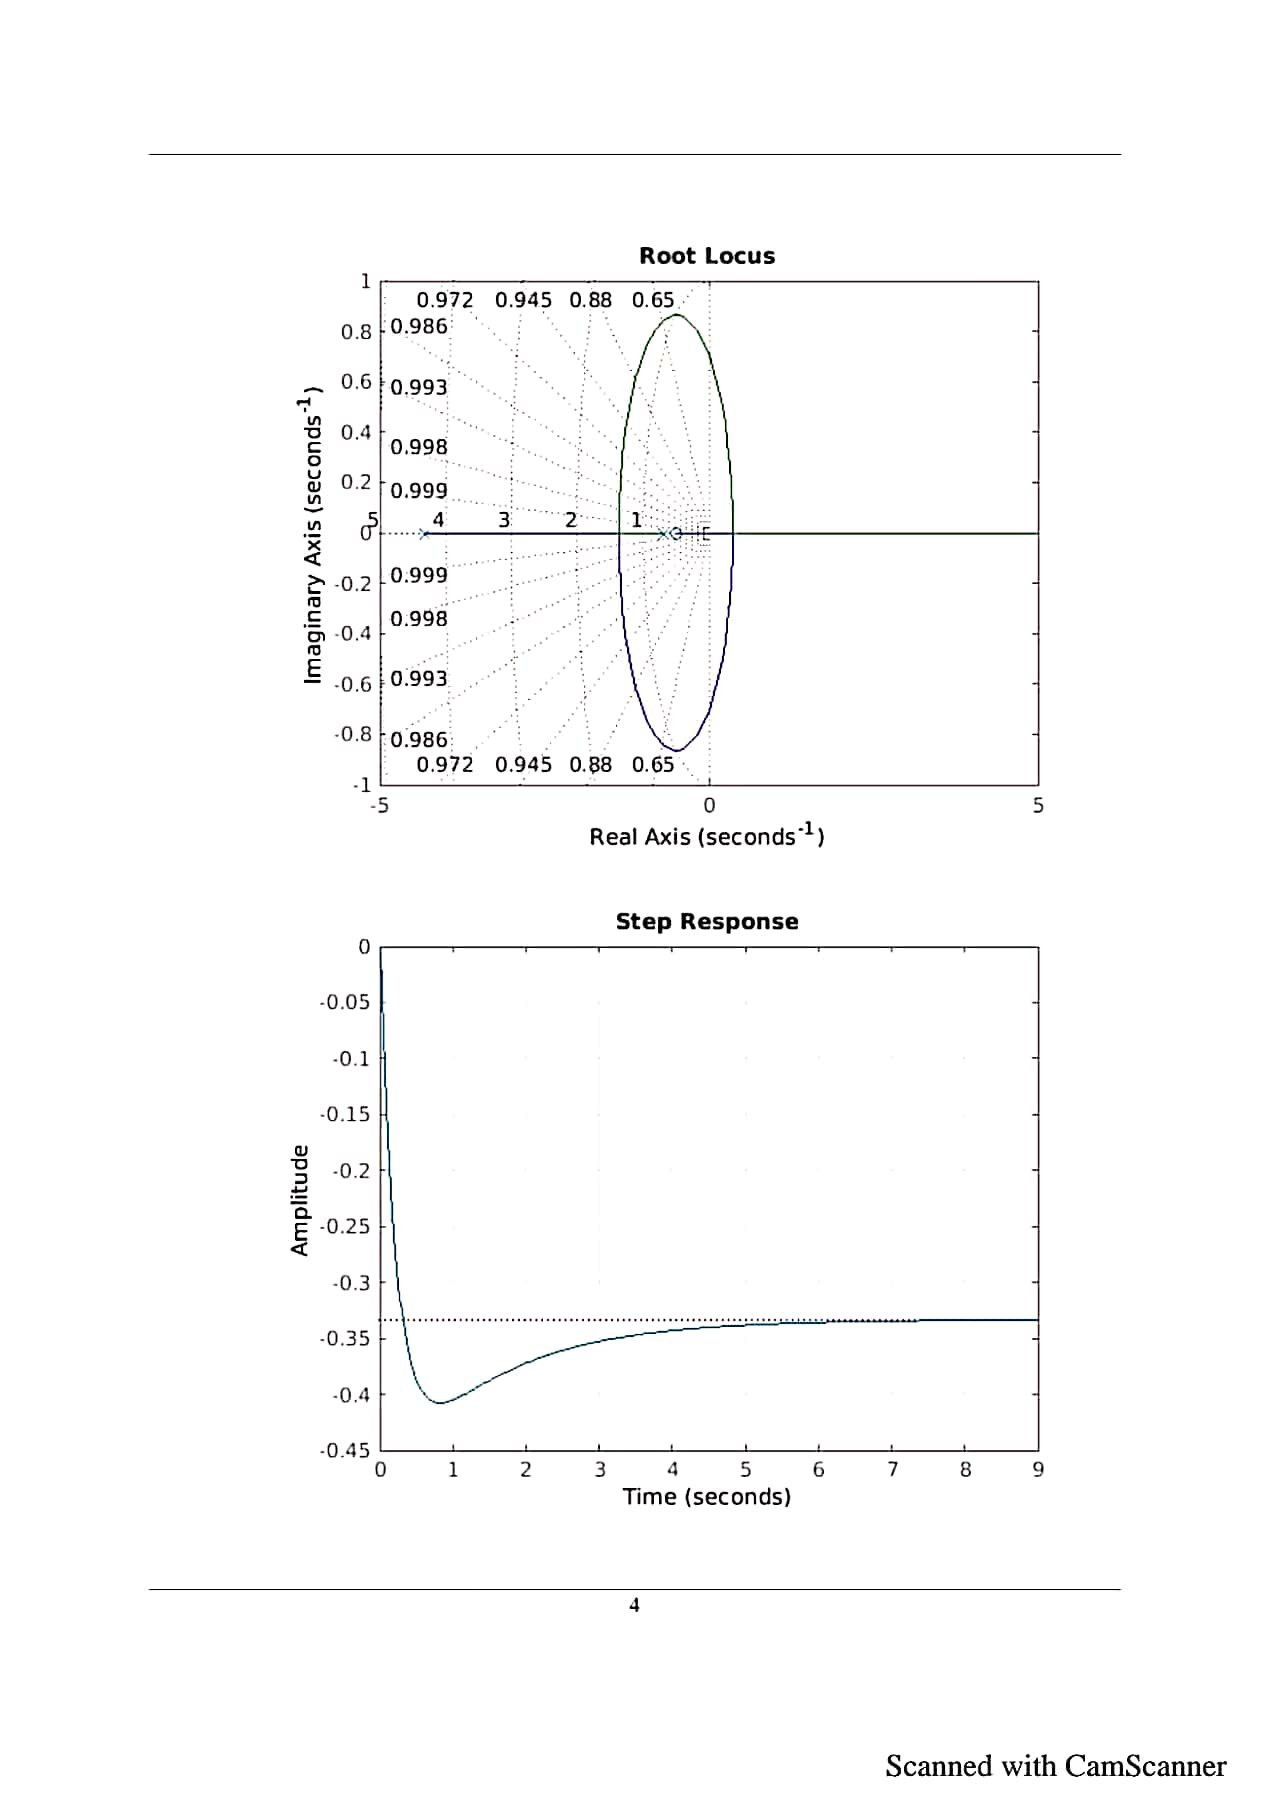 Root Locus
1
0.972 0.945 0.88 0.65
0.8 0.986
0.6 0.993
0.4
0.998
0.2
0.999
5 4 3 2 1
0
0.999
-0.2
0.998
-0.4
0.993
-0.6
-0.8 0.986
0.972 0.945 0.88 0.65
-1
-5 0 5
Imaginary Axis (seconds-1)
Real Axis (seconds-1)
Step Response
0
-0.05
-0.1
-0.15
-0.2
-0.25
-0.3
-0.35
-0.4
-0.45
0 1 2 3 4 5 6 7 8 9
Amplitude
Time (seconds)
4
Scanned with CamScanner